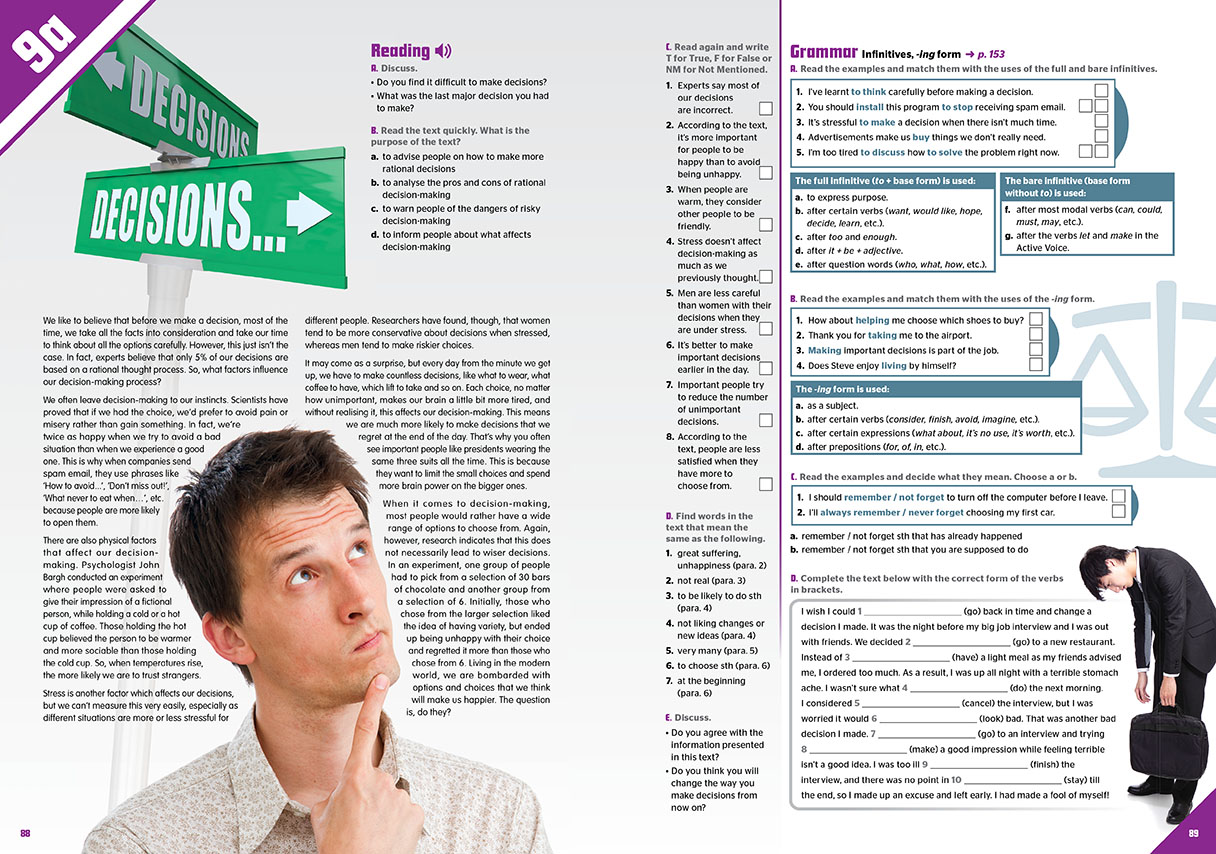 9a
DECISIONS
DECISIONS...
Reading
A. Discuss.
• Do you find it difficult to make decisions?
• What was the last major decision you had
to make?
B. Read the text quickly. What is the
purpose of the text?
a. to advise people on how to make more
rational decisions
b. to analyse the pros and cons of rational
decision-making
c. to warn people of the dangers of risky
decision-making
d. to inform people about what affects
decision-making
We like to believe that before we make a decision, most of the
time, we take all the facts into consideration and take our time
to think about all the options carefully. However, this just isn't the
case. In fact, experts believe that only 5% of our decisions are
based on a rational thought process. So, what factors influence
our decision-making process?
We often leave decision-making to our instincts. Scientists have
proved that if we had the choice, we'd prefer to avoid pain or
misery rather than gain something. In fact, we're
twice as happy when we try to avoid a bad
situation than when we experience a good
one. This is why when companies send
spam email, they use phrases like
'How to avoid...', 'Don't miss out!',
'What never to eat when...', etc.
because people are more likely
to open them.
There are also physical factors
that affect our decision-
making. Psychologist John
Bargh conducted an experiment
where people were asked to
give their impression of a fictional
person, while holding a cold or a hot
cup of coffee. Those holding the hot
cup believed the person to be warmer
and more sociable than those holding
the cold cup. So, when temperatures rise,
the more likely we are to trust strangers.
Stress is another factor which affects our decisions,
but we can't measure this very easily, especially as
different situations are more or less stressful for
different people. Researchers have found, though, that women
tend to be more conservative about decisions when stressed,
whereas men tend to make riskier choices.
It may come as a surprise, but every day from the minute we get
up, we have to make countless decisions, like what to wear, what
coffee to have, which lift to take and so on. Each choice, no matter
how unimportant, makes our brain a little bit more tired, and
without realising it, this affects our decision-making. This means
we are much more likely to make decisions that we
regret at the end of the day. That's why you often
see important people like presidents wearing the
same three suits all the time. This is because
they want to limit the small choices and spend
more brain power on the bigger ones.
When it comes to decision-making,
most people would rather have a wide
range of options to choose from. Again,
however, research indicates that this does
not necessarily lead to wiser decisions.
In an experiment, one group of people
had to pick from a selection of 30 bars
of chocolate and another group from
a selection of 6. Initially, those who
chose from the larger selection liked
the idea of having variety, but ended
up being unhappy with their choice
and regretted it more than those who
chose from 6. Living in the modern
world, we are bombarded with
options and choices that we think
will make us happier. The question
is, do they?
C. Read again and write
T for True, F for False or
NM for Not Mentioned.
1. Experts say most of
our decisions
are incorrect.
2. According to the text,
it's more important
for people to be
happy than to avoid
being unhappy.
3. When people are
warm, they consider
other people to be
friendly.
4. Stress doesn't affect
decision-making as
much as we
previously thought.
5. Men are less careful
than women with their
decisions when they
are under stress.
6. It's better to make
important decisions
earlier in the day.
7. Important people try
to reduce the number
of unimportant
decisions.
8. According to the
text, people are less
satisfied when they
have more to
choose from.
D. Find words in the
text that mean the
same as the following.
1. great suffering,
unhappiness (para. 2)
2. not real (para. 3)
3. to be likely to do sth
(para. 4)
4. not liking changes or
new ideas (para. 4)
5. very many (para. 5)
6. to choose sth (para. 6)
7. at the beginning
(para. 6)
E. Discuss.
• Do you agree with the
information presented
in this text?
• Do you think you will
change the way you
make decisions from
now on?
88
Grammar Infinitives, -ing form → p. 153
A. Read the examples and match them with the uses of the full and bare infinitives.
1. I've learnt to think carefully before making a decision.
2. You should install this program to stop receiving spam email.
3. It's stressful to make a decision when there isn't much time.
4. Advertisements make us buy things we don't really need.
5. I'm too tired to discuss how to solve the problem right now.
The full infinitive (to + base form) is used:
a. to express purpose.
b. after certain verbs (want, would like, hope,
decide, learn, etc.).
c. after too and enough.
d. after it + be + adjective.
e. after question words (who, what, how, etc.).
The bare infinitive (base form
without to) is used:
f. after most modal verbs (can, could,
must, may, etc.).
g. after the verbs let and make in the
Active Voice.
B. Read the examples and match them with the uses of the -ing form.
1. How about helping me choose which shoes to buy?
2. Thank you for taking me to the airport.
3. Making important decisions is part of the job.
4. Does Steve enjoy living by himself?
The -ing form is used:
a. as a subject.
b. after certain verbs (consider, finish, avoid, imagine, etc.).
c. after certain expressions (what about, it's no use, it's worth, etc.).
d. after prepositions (for, of, in, etc.).
C. Read the examples and decide what they mean. Choose a or b.
1. I should remember / not forget to turn off the computer before I leave.
2. I'll always remember / never forget choosing my first car.
a. remember / not forget sth that has already happened
b. remember / not forget sth that you are supposed to do
D. Complete the text below with the correct form of the verbs
in brackets.
I wish I could 1 ____________________ (go) back in time and change a
decision I made. It was the night before my big job interview and I was out
with friends. We decided 2 ____________________ (go) to a new restaurant.
Instead of 3 ____________________ (have) a light meal as my friends advised
me, I ordered too much. As a result, I was up all night with a terrible stomach
ache. I wasn't sure what 4 ____________________ (do) the next morning.
I considered 5 ____________________ (cancel) the interview, but I was
worried it would 6 ____________________ (look) bad. That was another bad
decision I made. 7 ____________________ (go) to an interview and trying
8 ____________________ (make) a good impression while feeling terrible
isn't a good idea. I was too ill 9 ____________________ (finish) the
interview, and there was no point in 10 ____________________ (stay) till
the end, so I made up an excuse and left early. I had made a fool of myself!
89